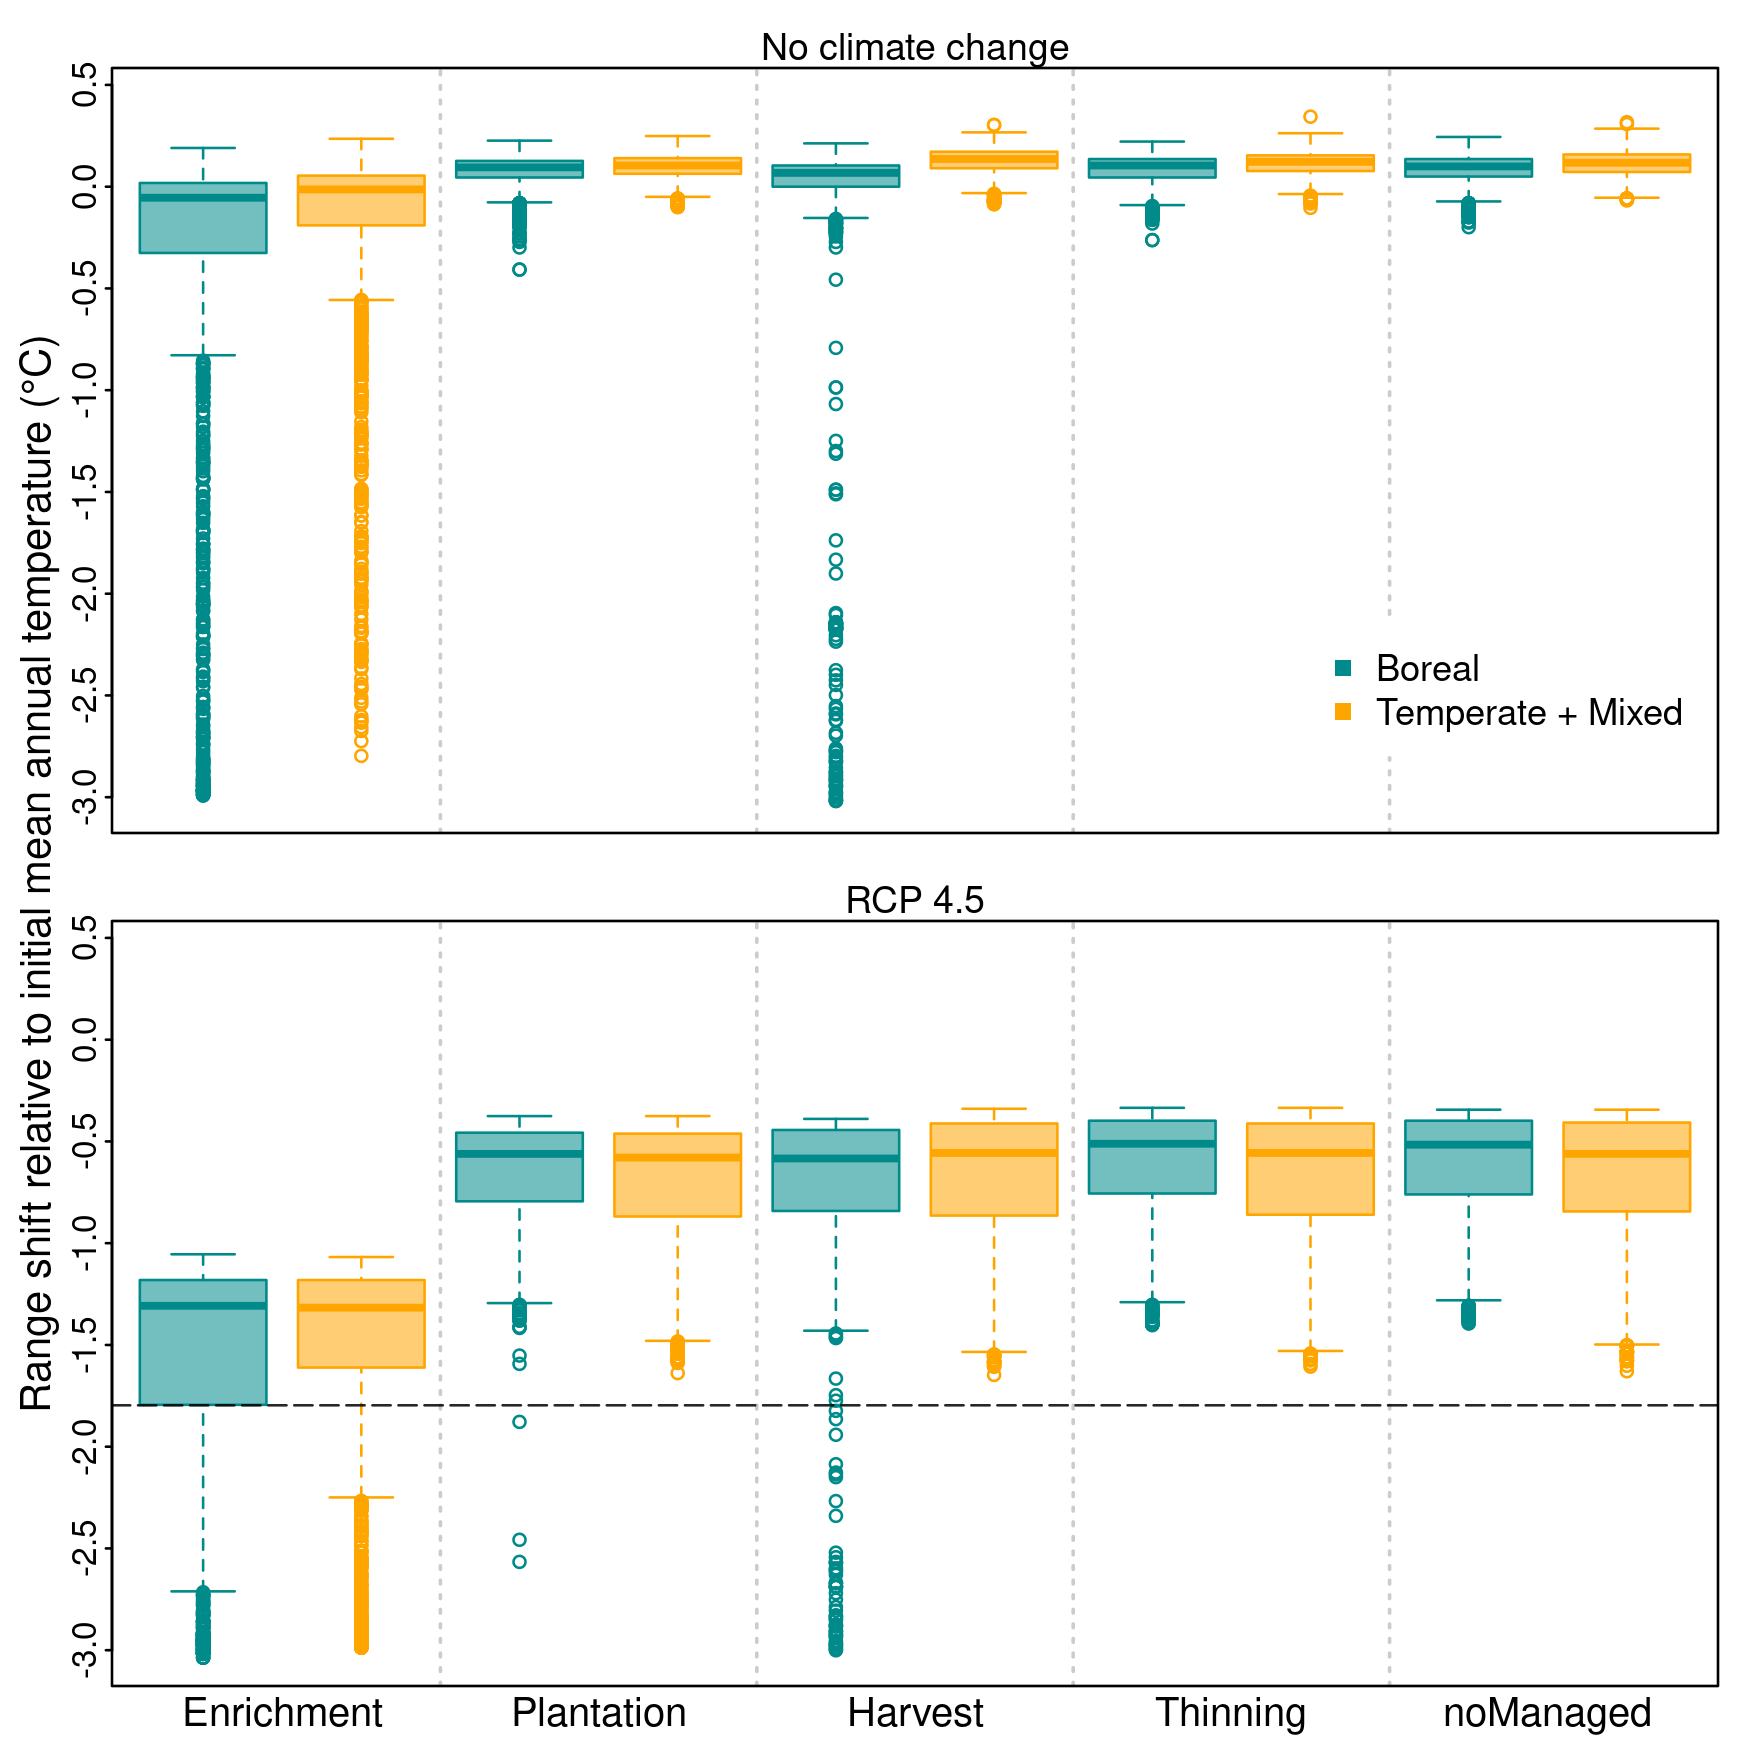 No climate change
Range shift relative to initial mean annual temperature (°C)
0.5
0.0
-0.5
-1.0
-1.5
-2.0
-2.5
-3.0
Boreal
Temperate + Mixed
RCP 4.5
0.5
0.0
-0.5
-1.0
-1.5
-2.0
-2.5
-3.0
Enrichment Plantation Harvest Thinning noManaged